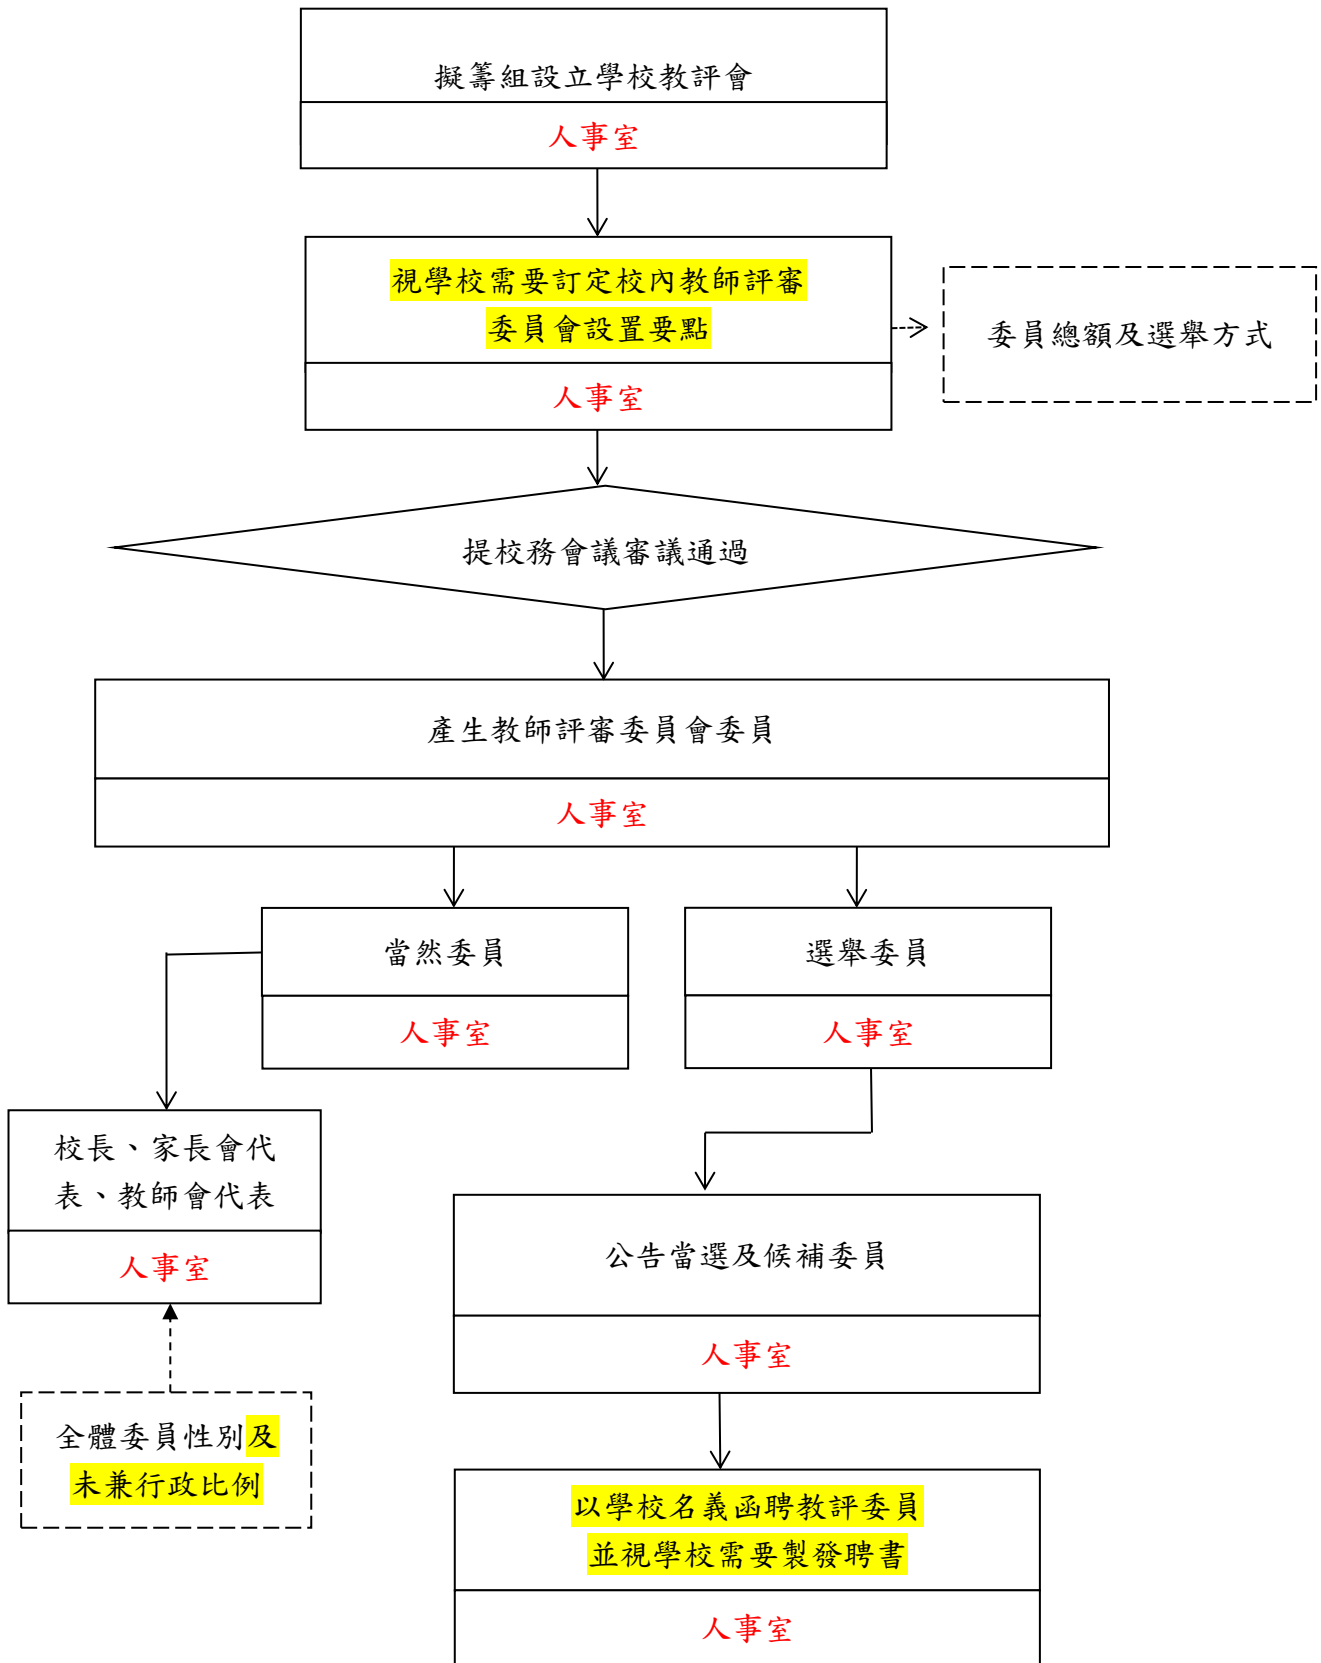 擬籌組設立學校教評會
人事室
視學校需要訂定校內教師評審
委員會設置要點
人事室
委員總額及選舉方式
提校務會議審議通過
產生教師評審委員會委員
人事室
當然委員
人事室
選舉委員
人事室
校長、家長會代
表、教師會代表
人事室
全體委員性別及
未兼行政比例
公告當選及候補委員
人事室
以學校名義函聘教評委員
並視學校需要製發聘書
人事室